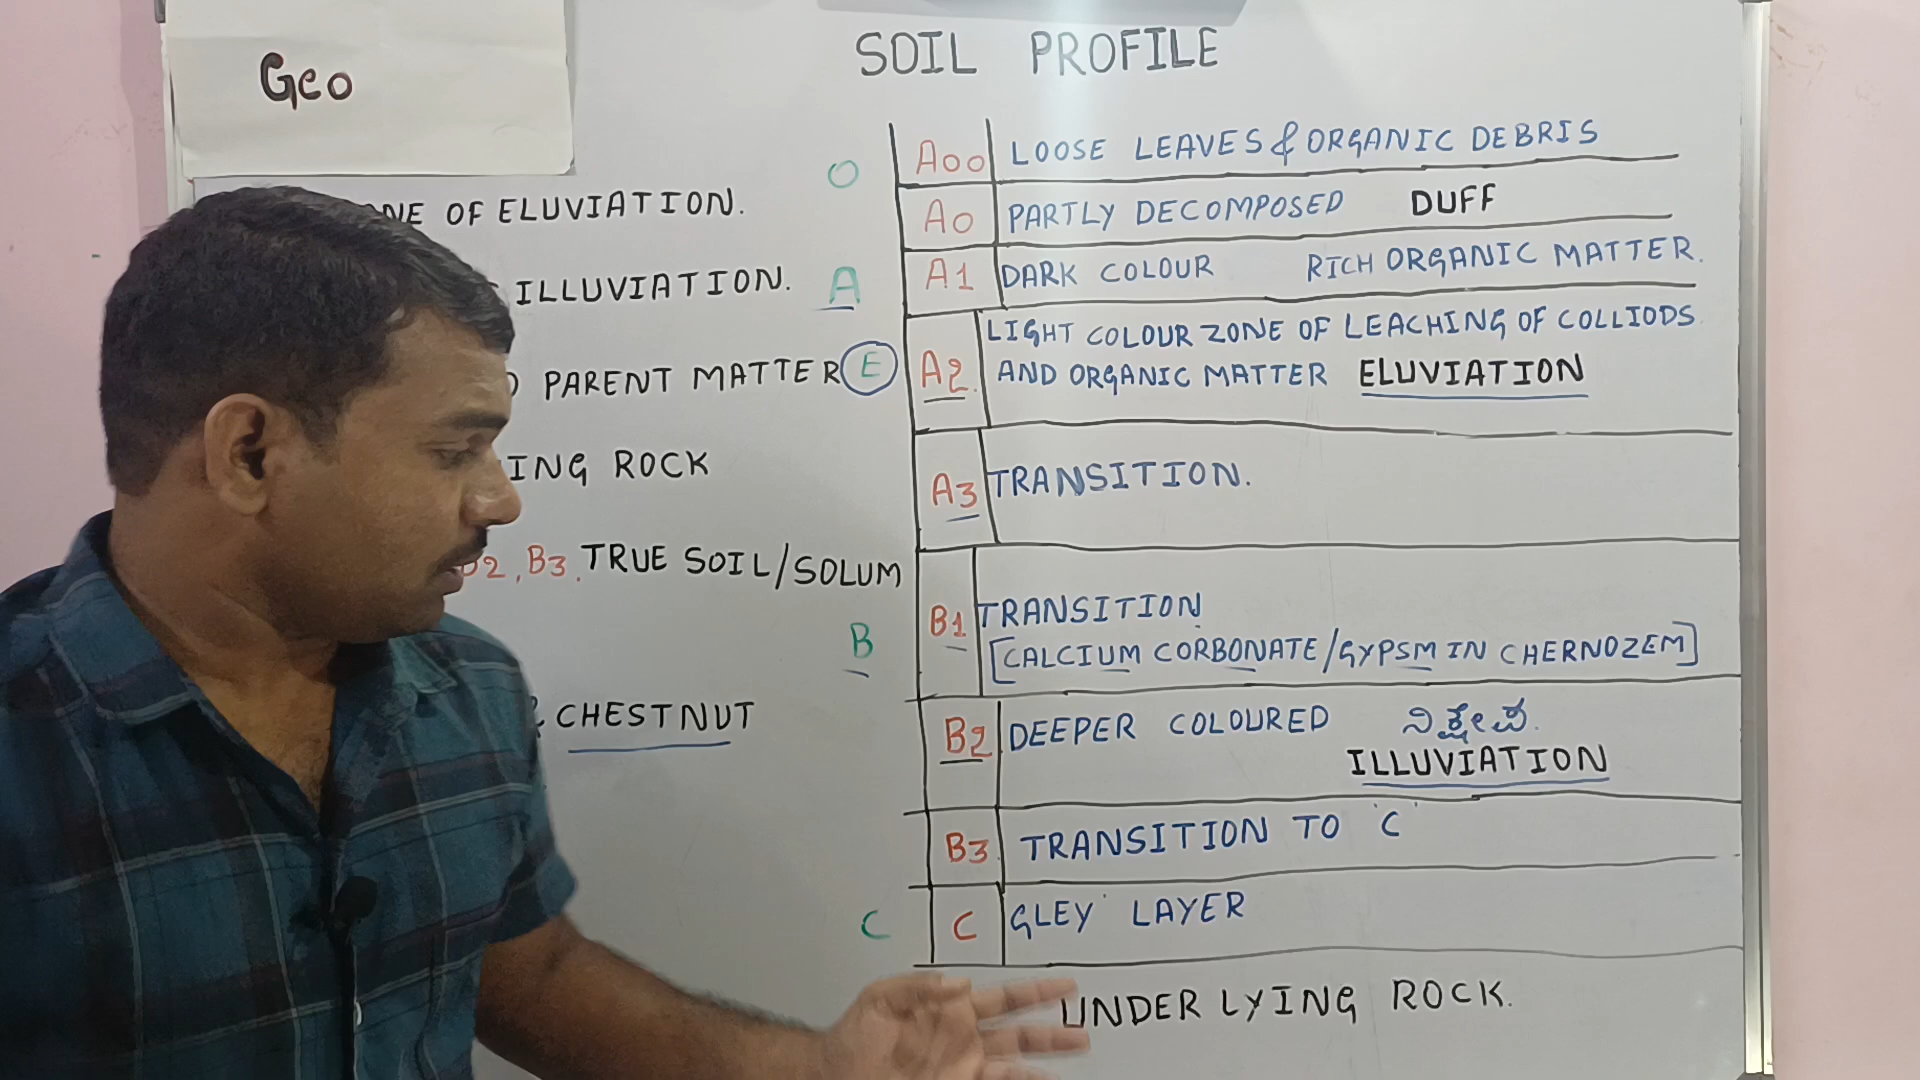 Geo
SOIL PROFILE
OF ELUVIATION.
ILLUVIATION.
PARENT MATTER
ROCK
B3. TRUE SOIL/SOLUM
CHESTNUT
O
A
E
B
C
A00 LOOSE LEAVES & ORGANIC DEBRIS
A0 PARTLY DECOMPOSED DUFF
A1 DARK COLOUR RICH ORGANIC MATTER.
A2. LIGHT COLOUR ZONE OF LEACHING OF COLLIODS
AND ORGANIC MATTER ELUVIATION
A3 TRANSITION.
B1 TRANSITION
[CALCIUM CORBONATE/GYPSM IN CHERNOZEM]
B2 DEEPER COLOURED ನಿಕ್ಷೇಪ.
ILLUVIATION
B3. TRANSITION TO 'C'
C GLEY LAYER
UNDERLYING ROCK.